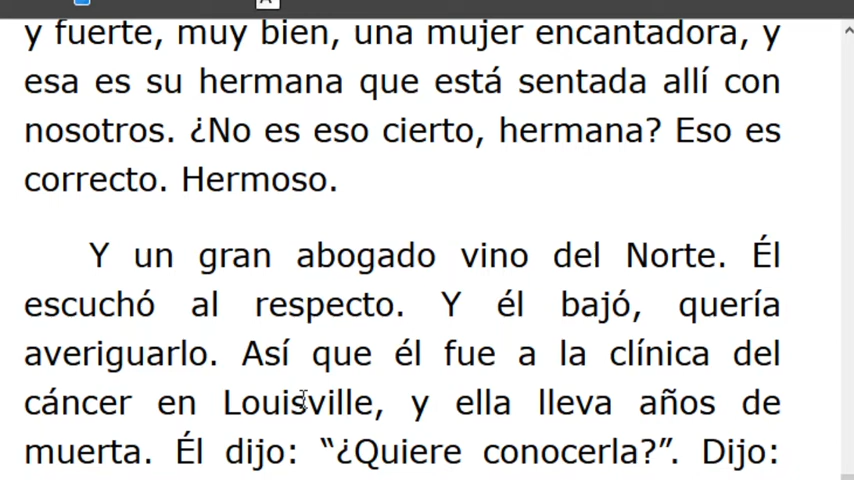 y fuerte, muy bien, una mujer encantadora, y
esa es su hermana que está sentada allí con
nosotros. ¿No es eso cierto, hermana? Eso es
correcto. Hermoso.
Y un gran abogado vino del Norte. Él
escuchó al respecto. Y él bajó, quería
averiguarlo. Así que él fue a la clínica del
cáncer en Louisville, y ella lleva años de
muerta. Él dijo: “¿Quiere conocerla?”. Dijo: